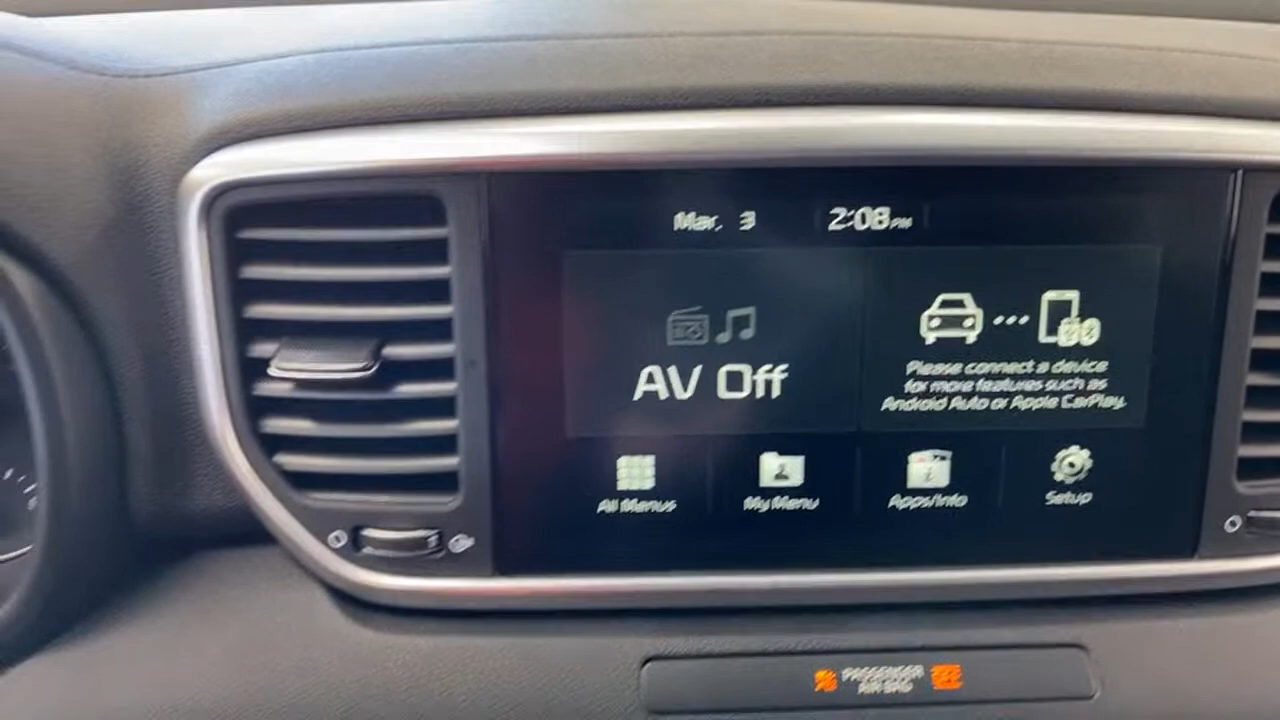 Mar. 3 2:08 PM
AV Off
Please connect a device
for more features such as
Android Auto or Apple CarPlay.
All Menus My Menu Apps/Info Setup
PASSENGER OFF
AIR BAG